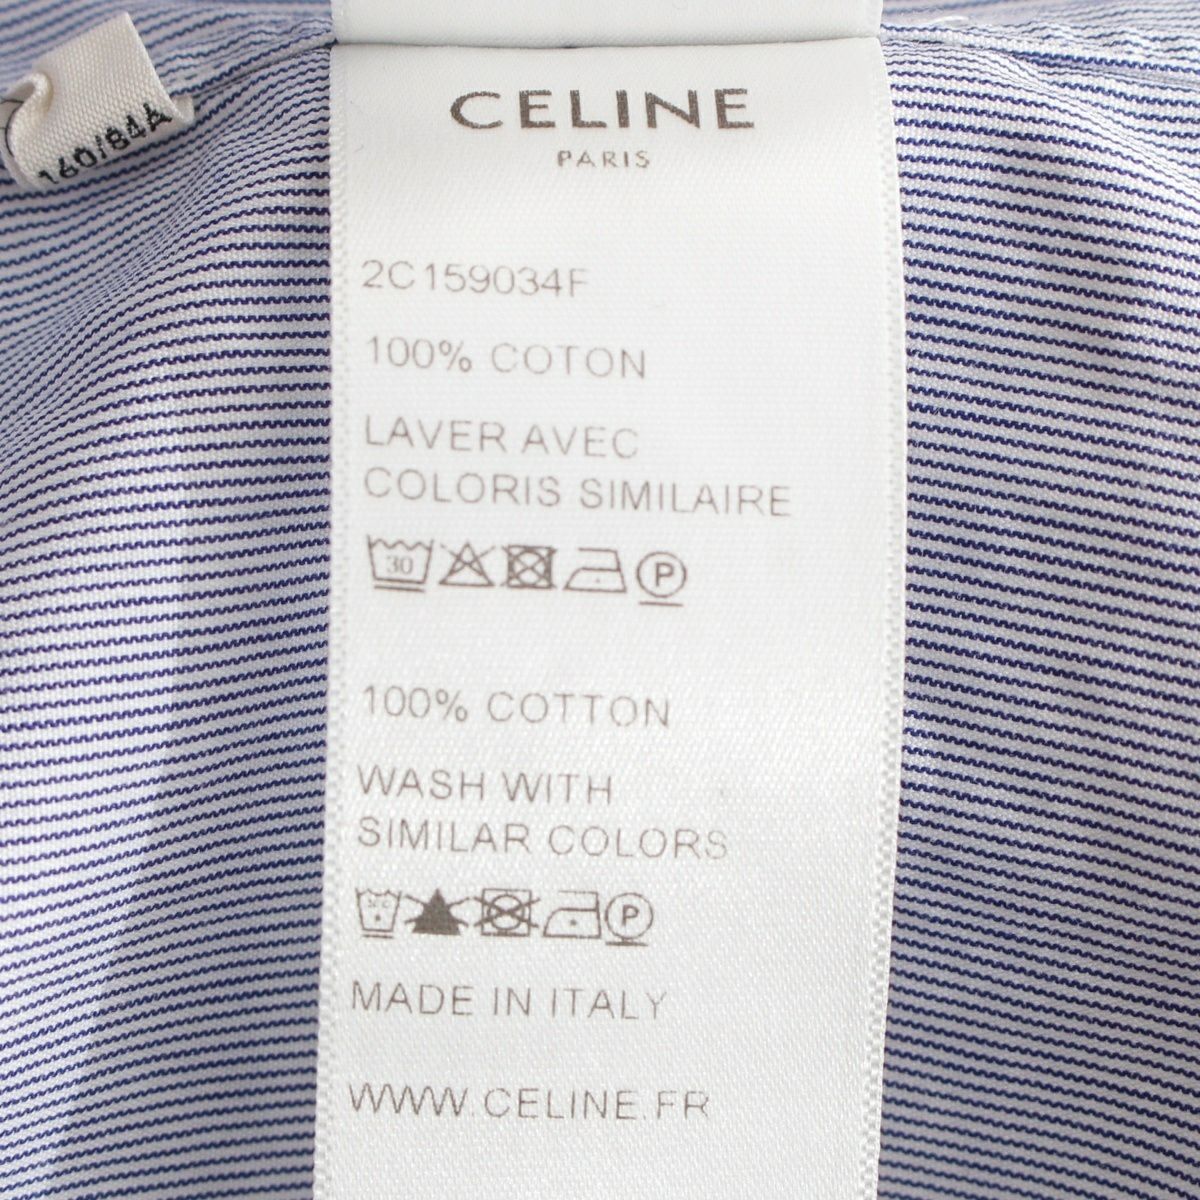 160/84A
CELINE
PARIS
2C159034F
100% COTON
LAVER AVEC
COLORIS SIMILAIRE
30 P
100% COTTON
WASH WITH
SIMILAR COLORS
P
MADE IN ITALY
WWW.CELINE.FR